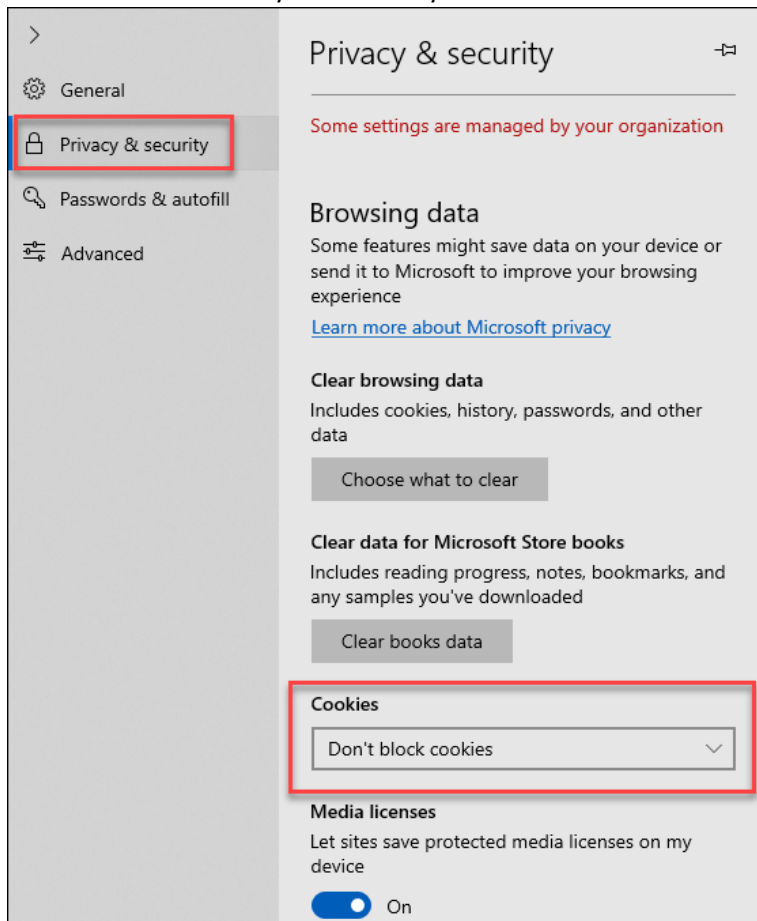 General
Privacy & security
Passwords & autofill
Advanced
Privacy & security
Some settings are managed by your organization
Browsing data
Some features might save data on your device or
send it to Microsoft to improve your browsing
experience
Learn more about Microsoft privacy
Clear browsing data
Includes cookies, history, passwords, and other
data
Choose what to clear
Clear data for Microsoft Store books
Includes reading progress, notes, bookmarks, and
any samples you've downloaded
Clear books data
Cookies
Don't block cookies
Media licenses
Let sites save protected media licenses on my
device
On